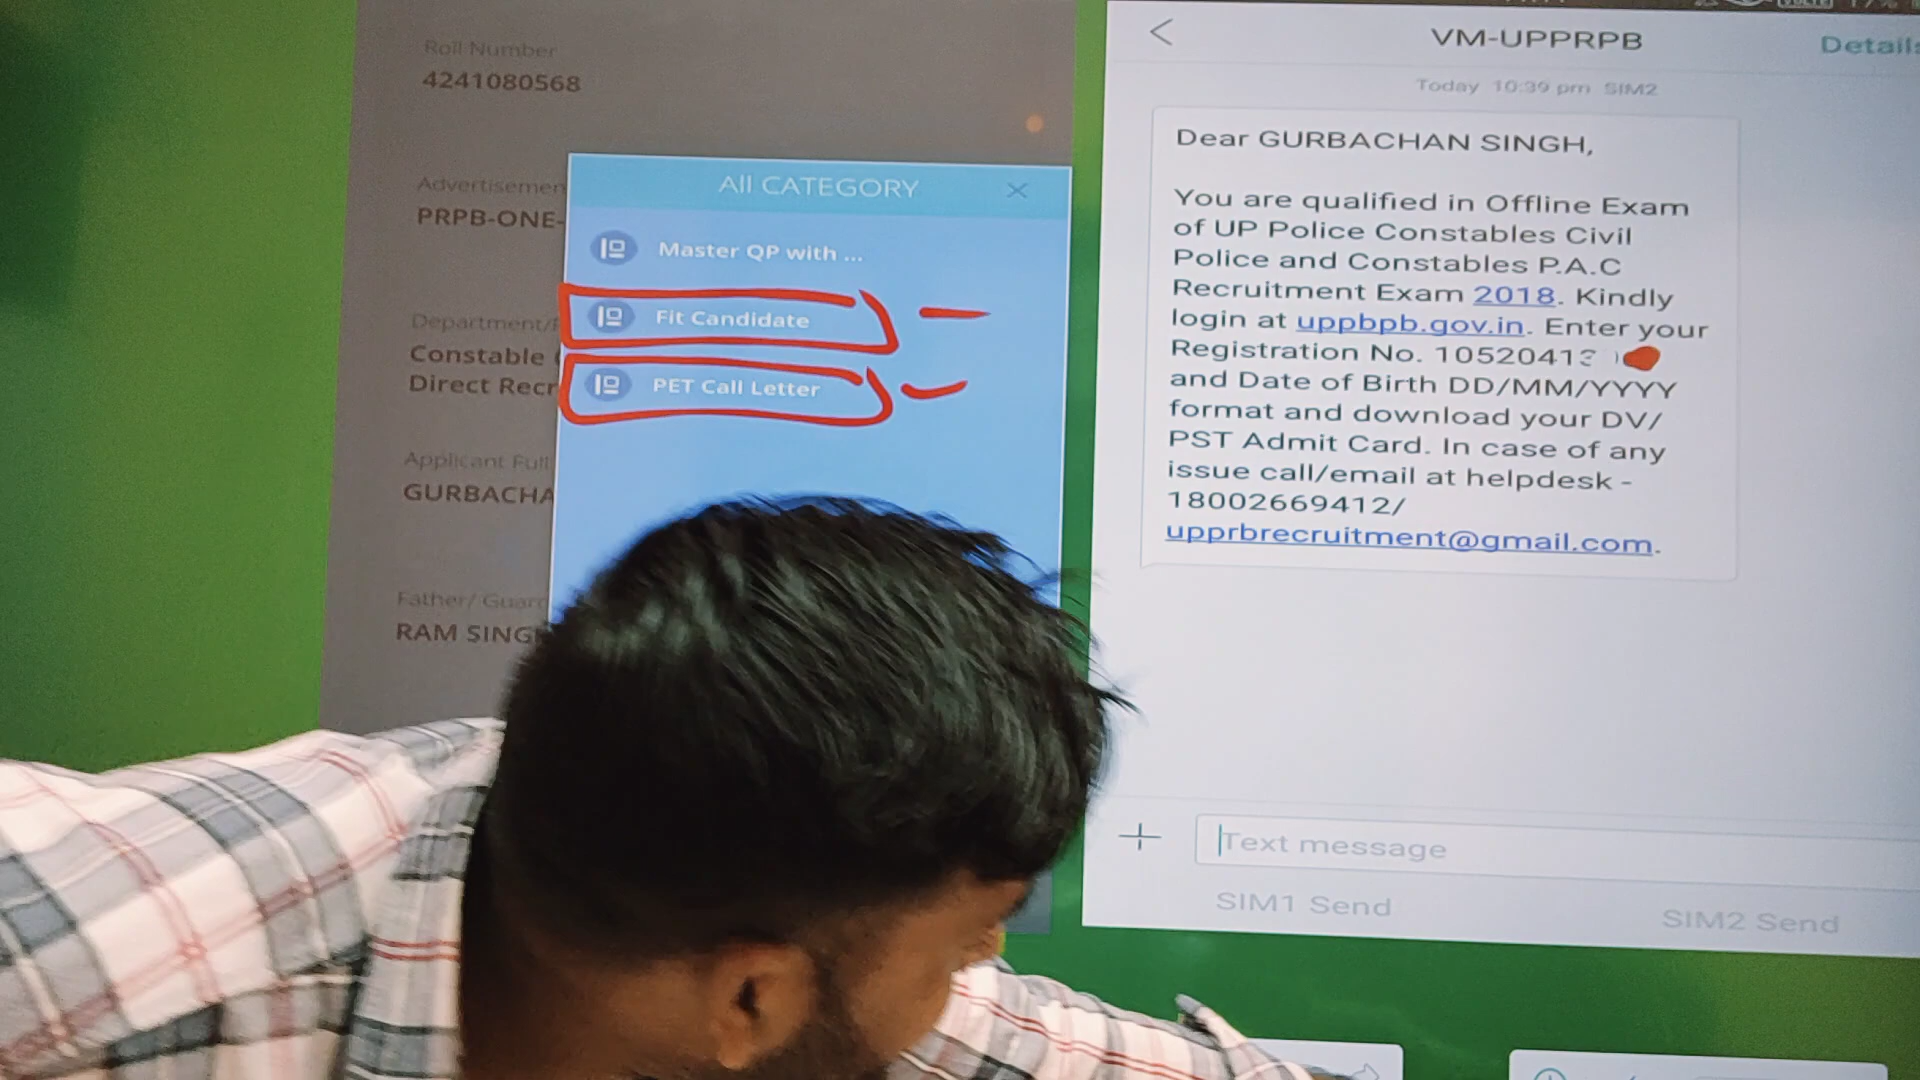 Roll Number
4241080568
PRPB-ONE-
Constable
Direct Recr
Applicant Full
GURBACHA
Father/ Guard
RAM SING
All CATEGORY
Master QP with ...
Fit Candidate
PET Call Letter
VM-UPPRPB
Details
Today 10:39 pm SIM2
Dear GURBACHAN SINGH,
You are qualified in Offline Exam
of UP Police Constables Civil
Police and Constables P.A.C
Recruitment Exam 2018. Kindly
login at uppbpb.gov.in. Enter your
Registration No. 1052041
and Date of Birth DD/MM/YYYY
format and download your DV/
PST Admit Card. In case of any
issue call/email at helpdesk -
18002669412/
upprbrecruitment@gmail.com.
Text message
SIM1 Send
SIM2 Send